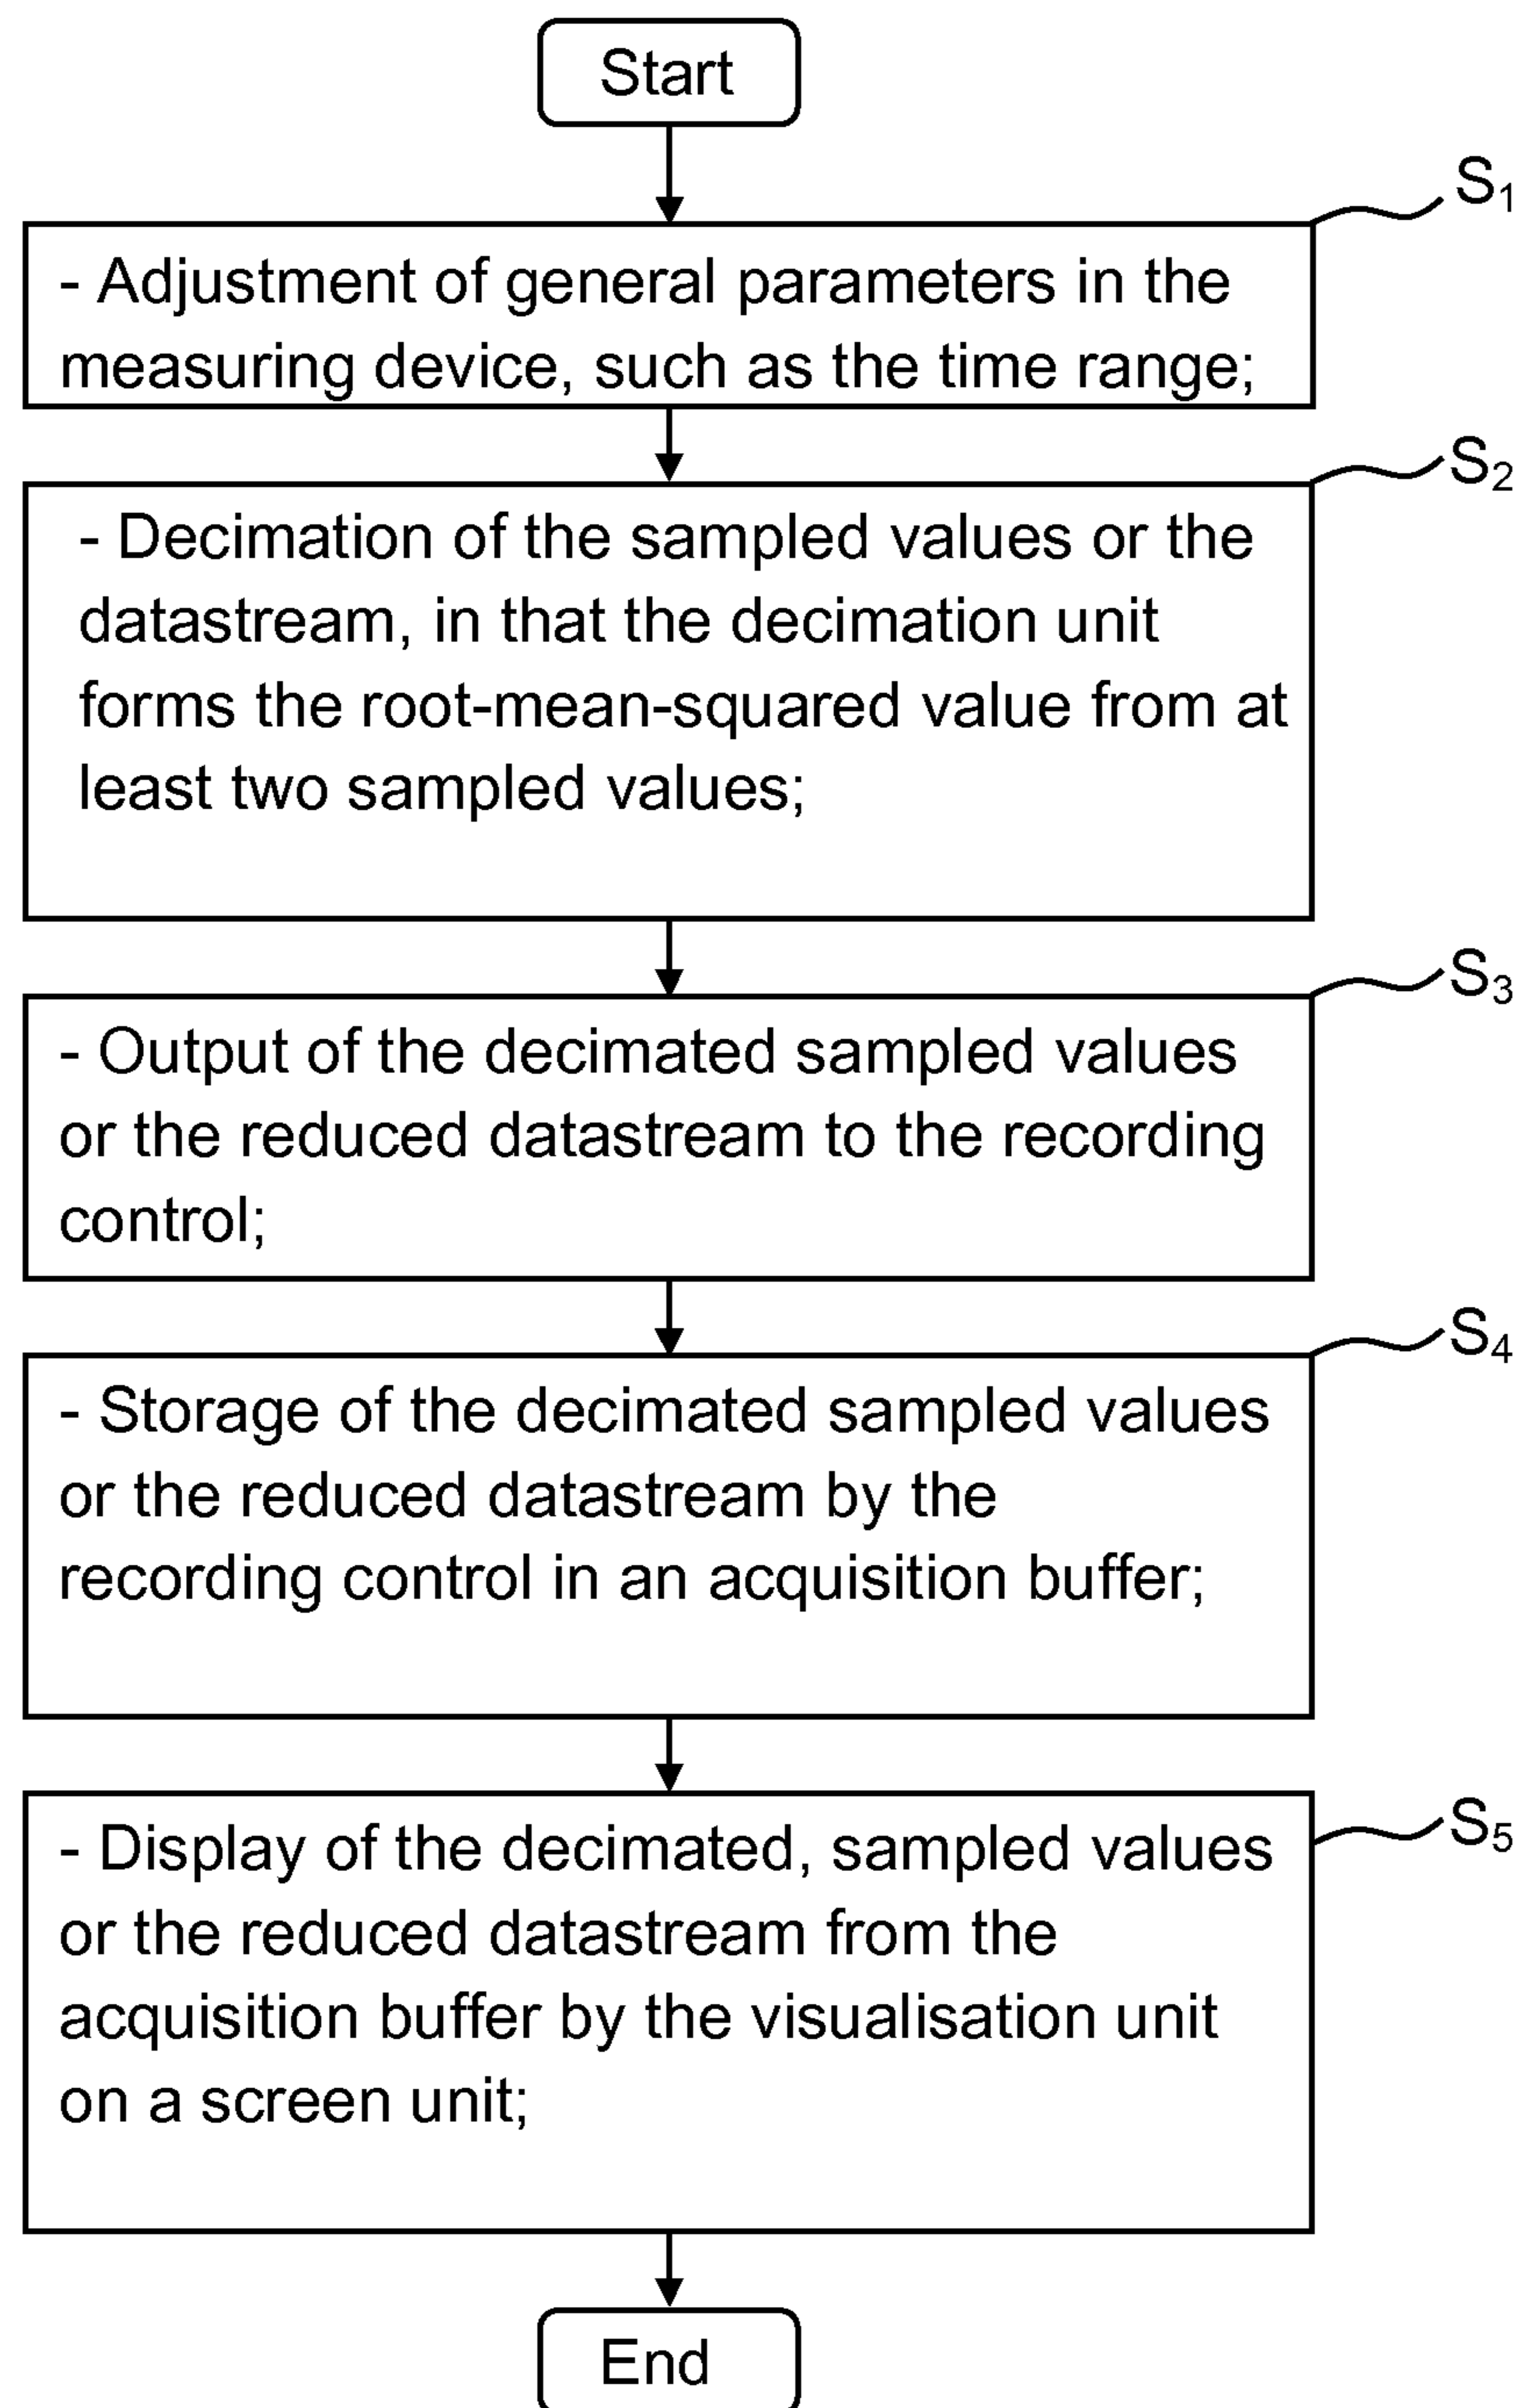 Start
S1
- Adjustment of general parameters in the
measuring device, such as the time range;
S2
- Decimation of the sampled values or the
datastream, in that the decimation unit
forms the root-mean-squared value from at
least two sampled values;
S3
- Output of the decimated sampled values
or the reduced datastream to the recording
control;
S4
- Storage of the decimated sampled values
or the reduced datastream by the
recording control in an acquisition buffer;
S5
- Display of the decimated, sampled values
or the reduced datastream from the
acquisition buffer by the visualisation unit
on a screen unit;
End